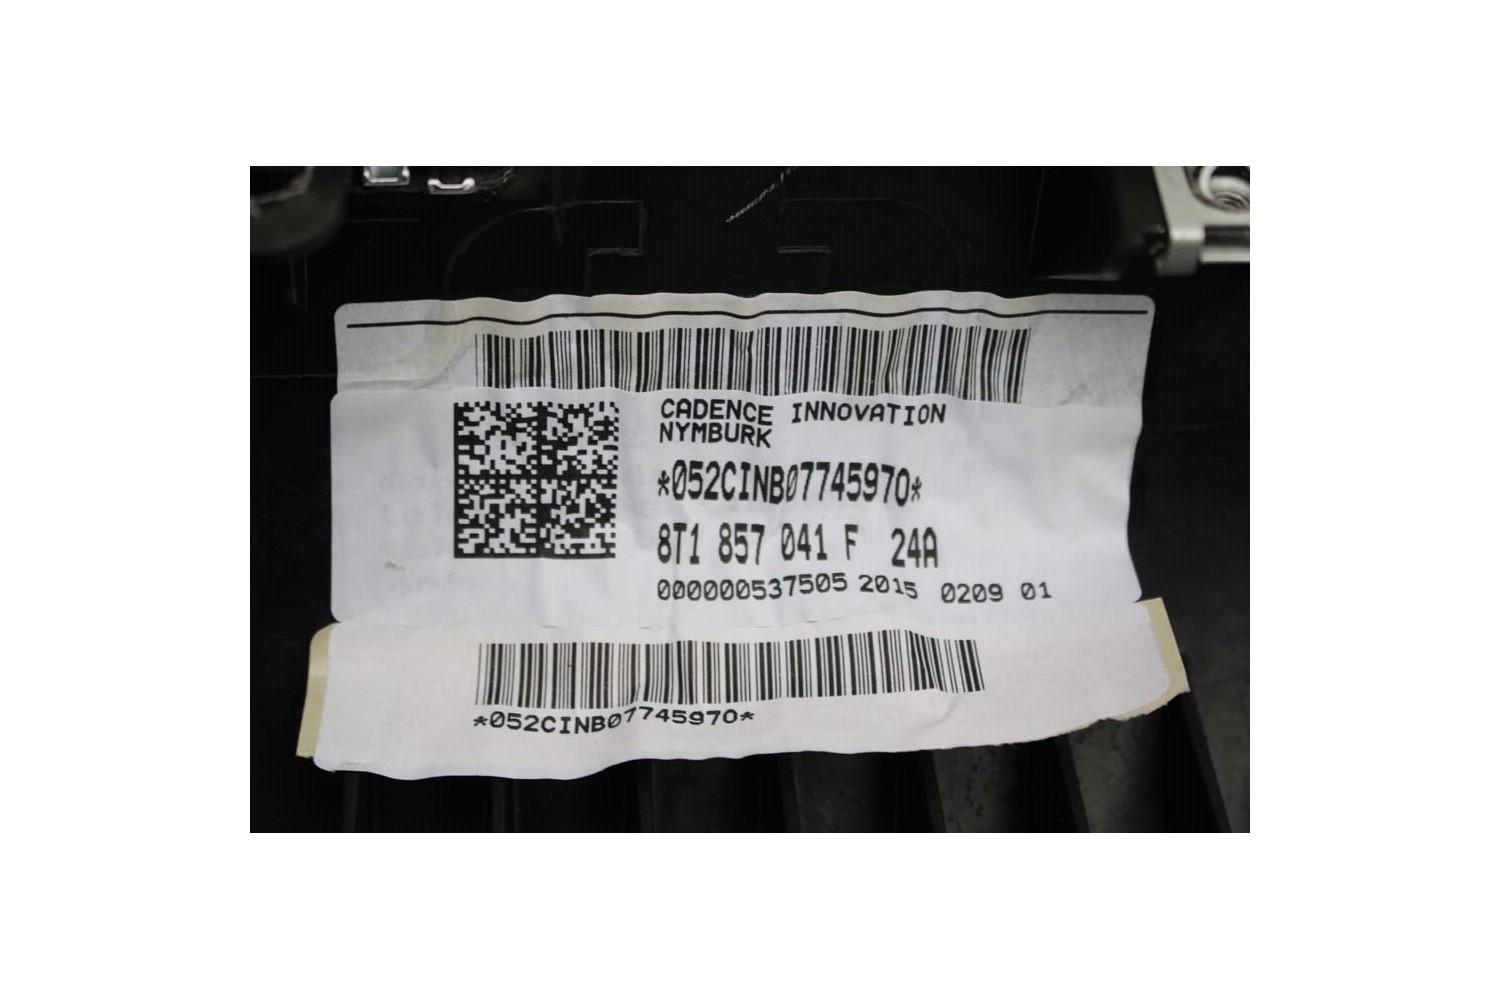 CADENCE INNOVATION
NYMBURK
*052CINB07745970*
8T1 857 041 F 24A
000000537505 2015 0209 01
*052CINB07745970*